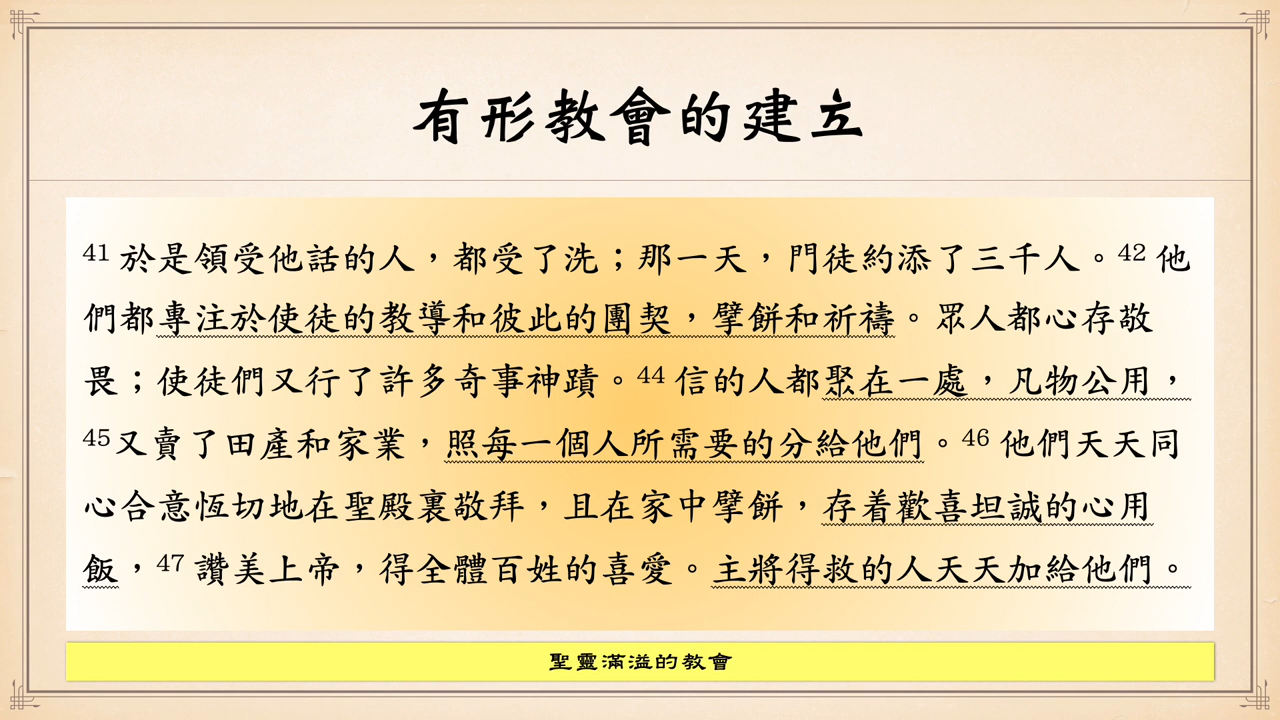 有形教會的建立
41 於是領受他話的人，都受了洗；那一天，門徒約添了三千人。42 他
們都專注於使徒的教導和彼此的團契，擘餅和祈禱。眾人都心存敬
畏；使徒們又行了許多奇事神蹟。44 信的人都聚在一處，凡物公用，
45又賣了田產和家業，照每一個人所需要的分給他們。46 他們天天同
心合意恆切地在聖殿裏敬拜，且在家中擘餅，存着歡喜坦誠的心用
飯，47 讚美上帝，得全體百姓的喜愛。主將得救的人天天加給他們。
聖靈滿溢的教會